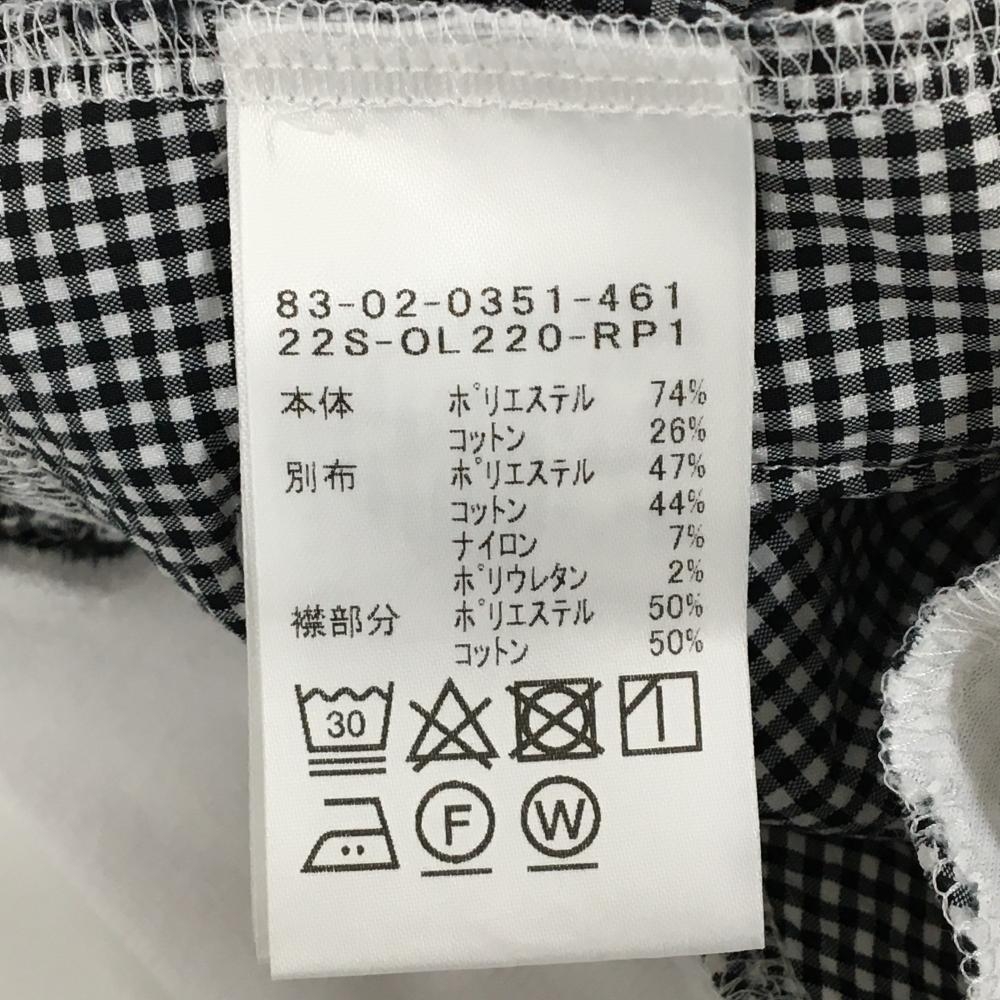 83-02-0351-461
22S-OL220-RP1
本体 ポリエステル 74%
コットン 26%
別布 ポリエステル 47%
コットン 44%
ナイロン 7%
ポリウレタン 2%
襟部分 ポリエステル 50%
コットン 50%
30
F W